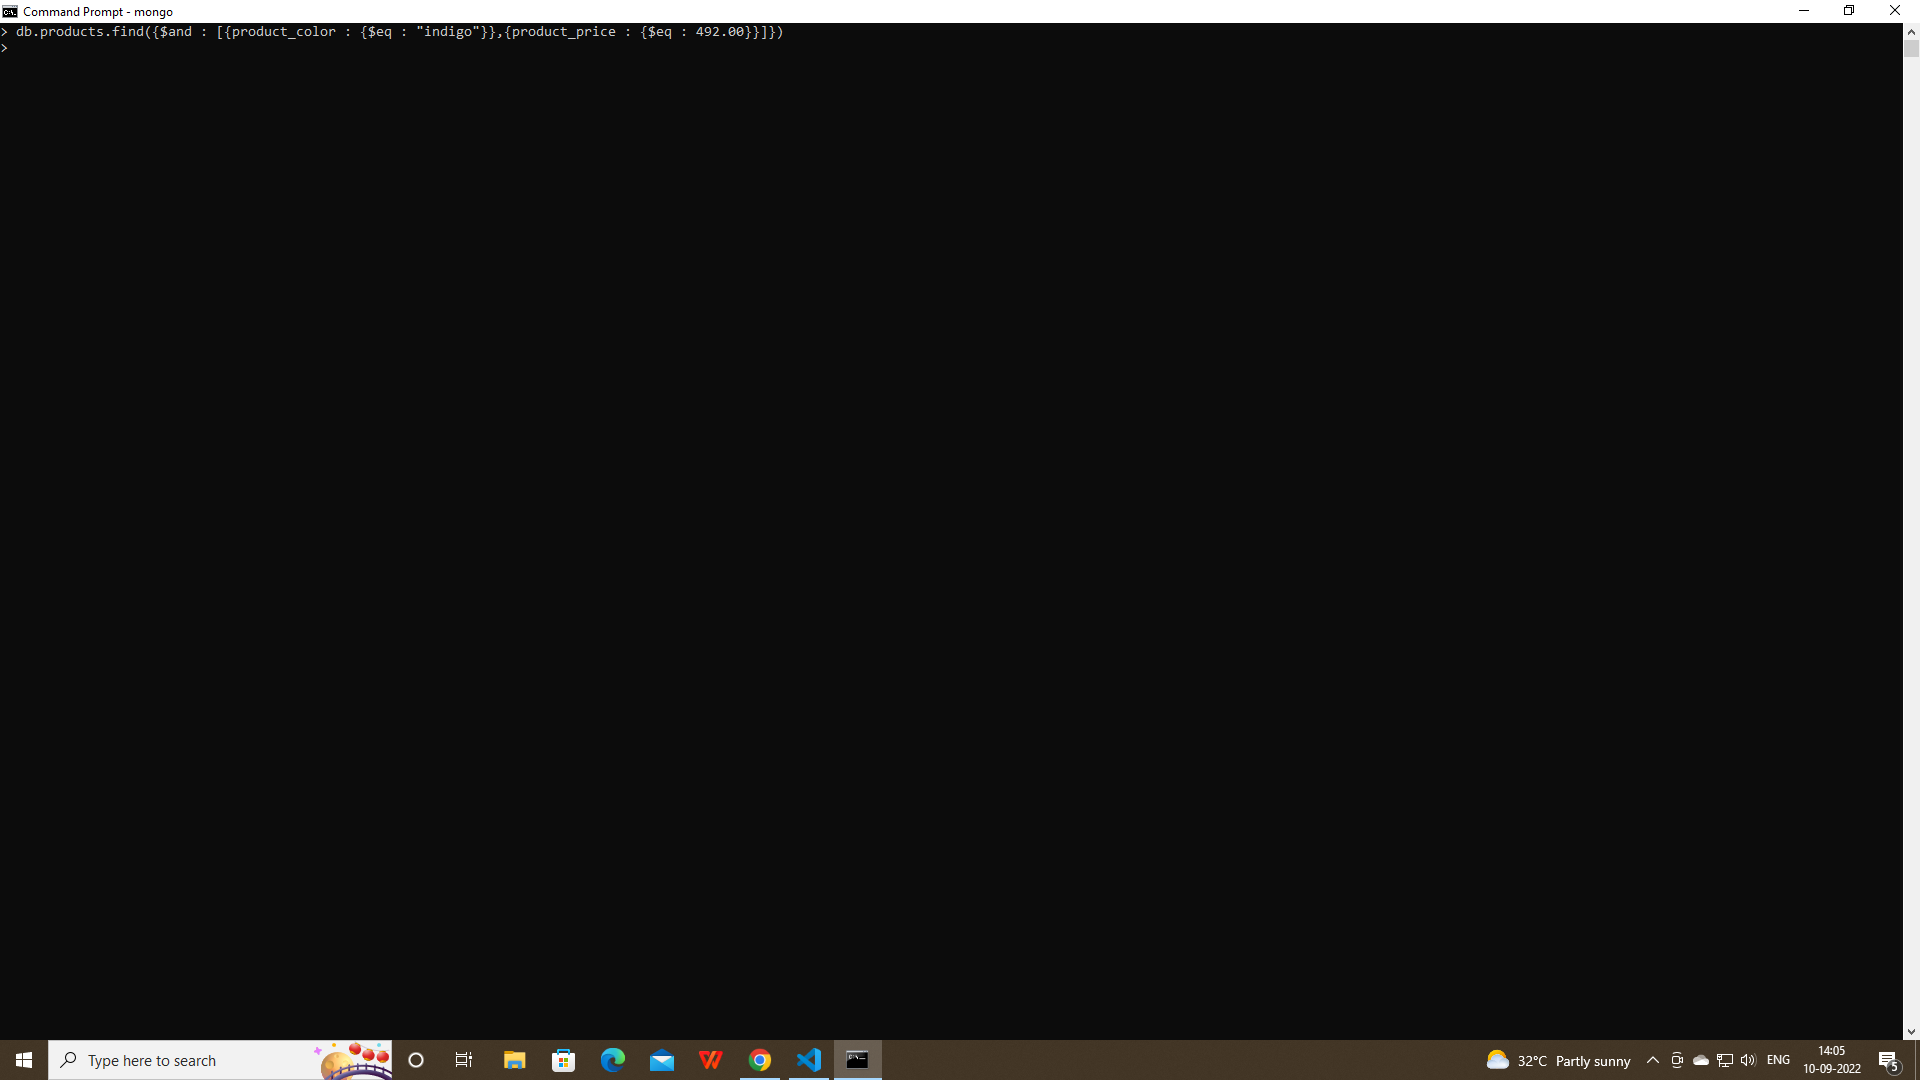 Command Prompt - mongo
> db.products.find({$and : [{product_color : {$eq : "indigo"}},{product_price : {$eq : 492.00}}]})
>
Type here to search
32°C Partly sunny
ENG
14:05
10-09-2022
5